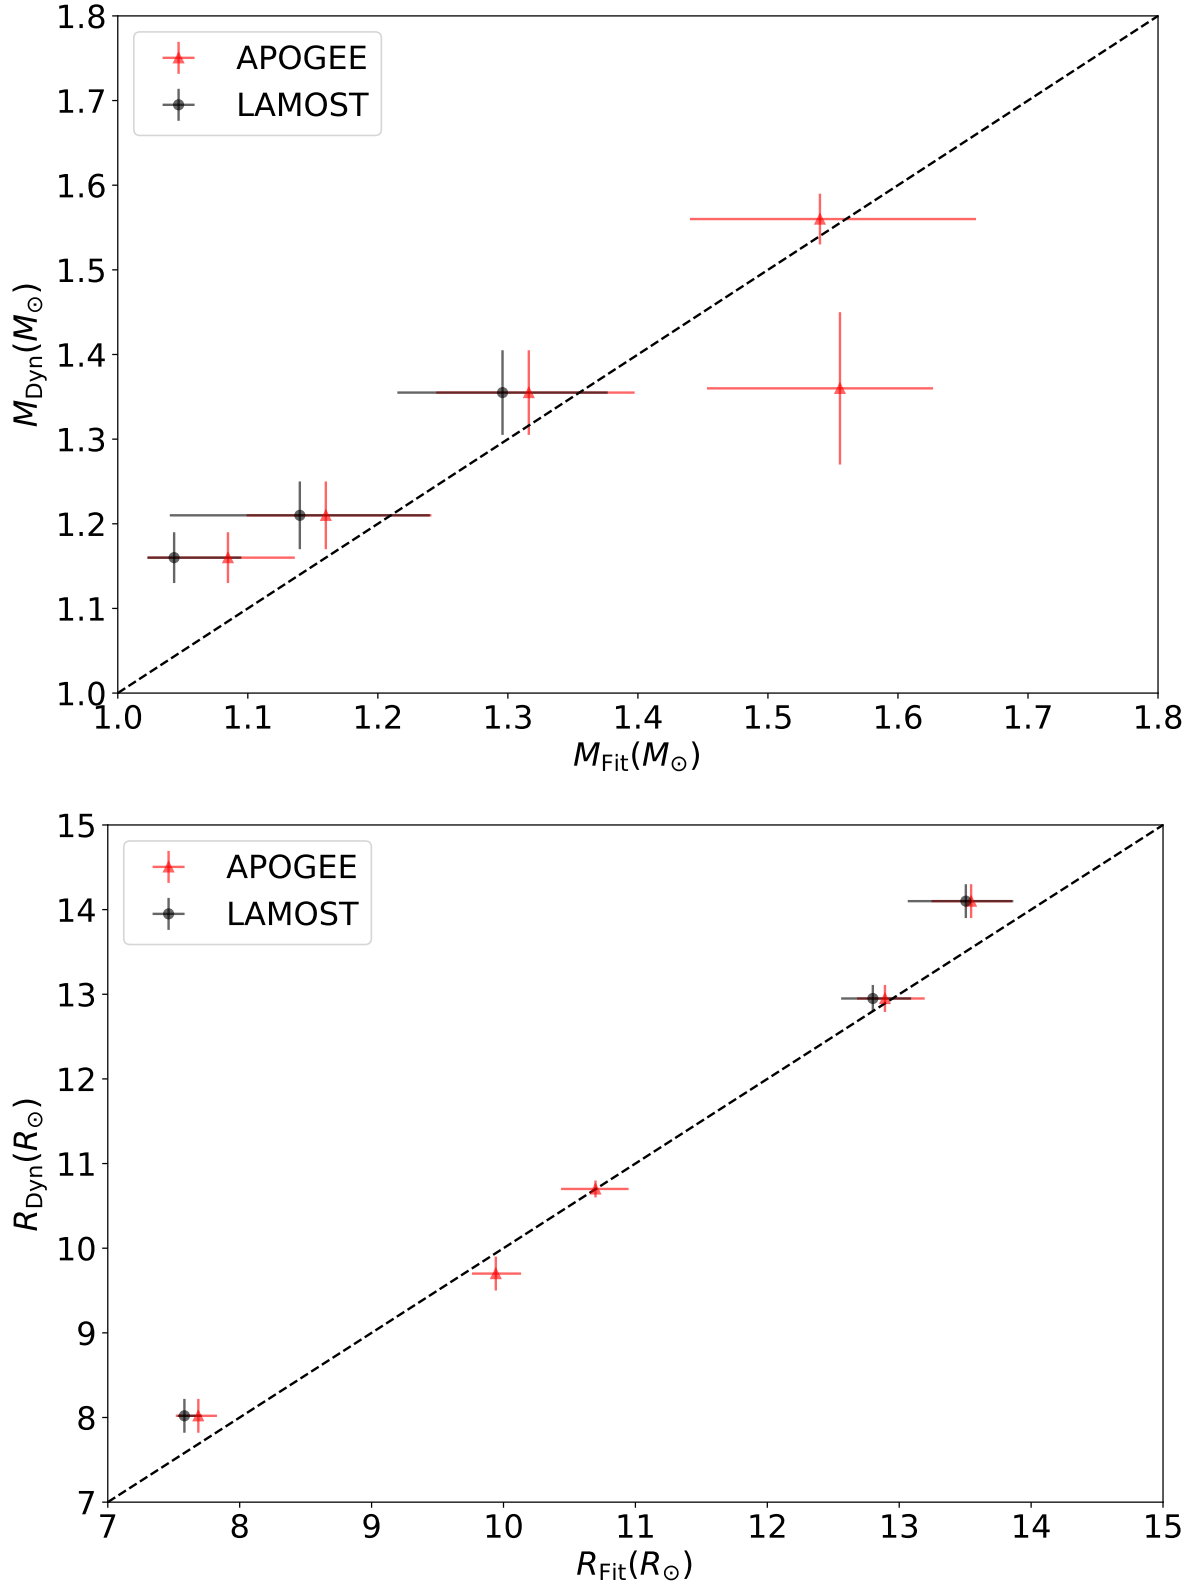 1.8
1.7
1.6
1.5
1.4
1.3
1.2
1.1
1.0
M_Dyn(M_⊙)
APOGEE
LAMOST
1.0 1.1 1.2 1.3 1.4 1.5 1.6 1.7 1.8
M_Fit(M_⊙)
15
14
13
12
11
10
9
8
7
R_Dyn(R_⊙)
APOGEE
LAMOST
7 8 9 10 11 12 13 14 15
R_Fit(R_⊙)